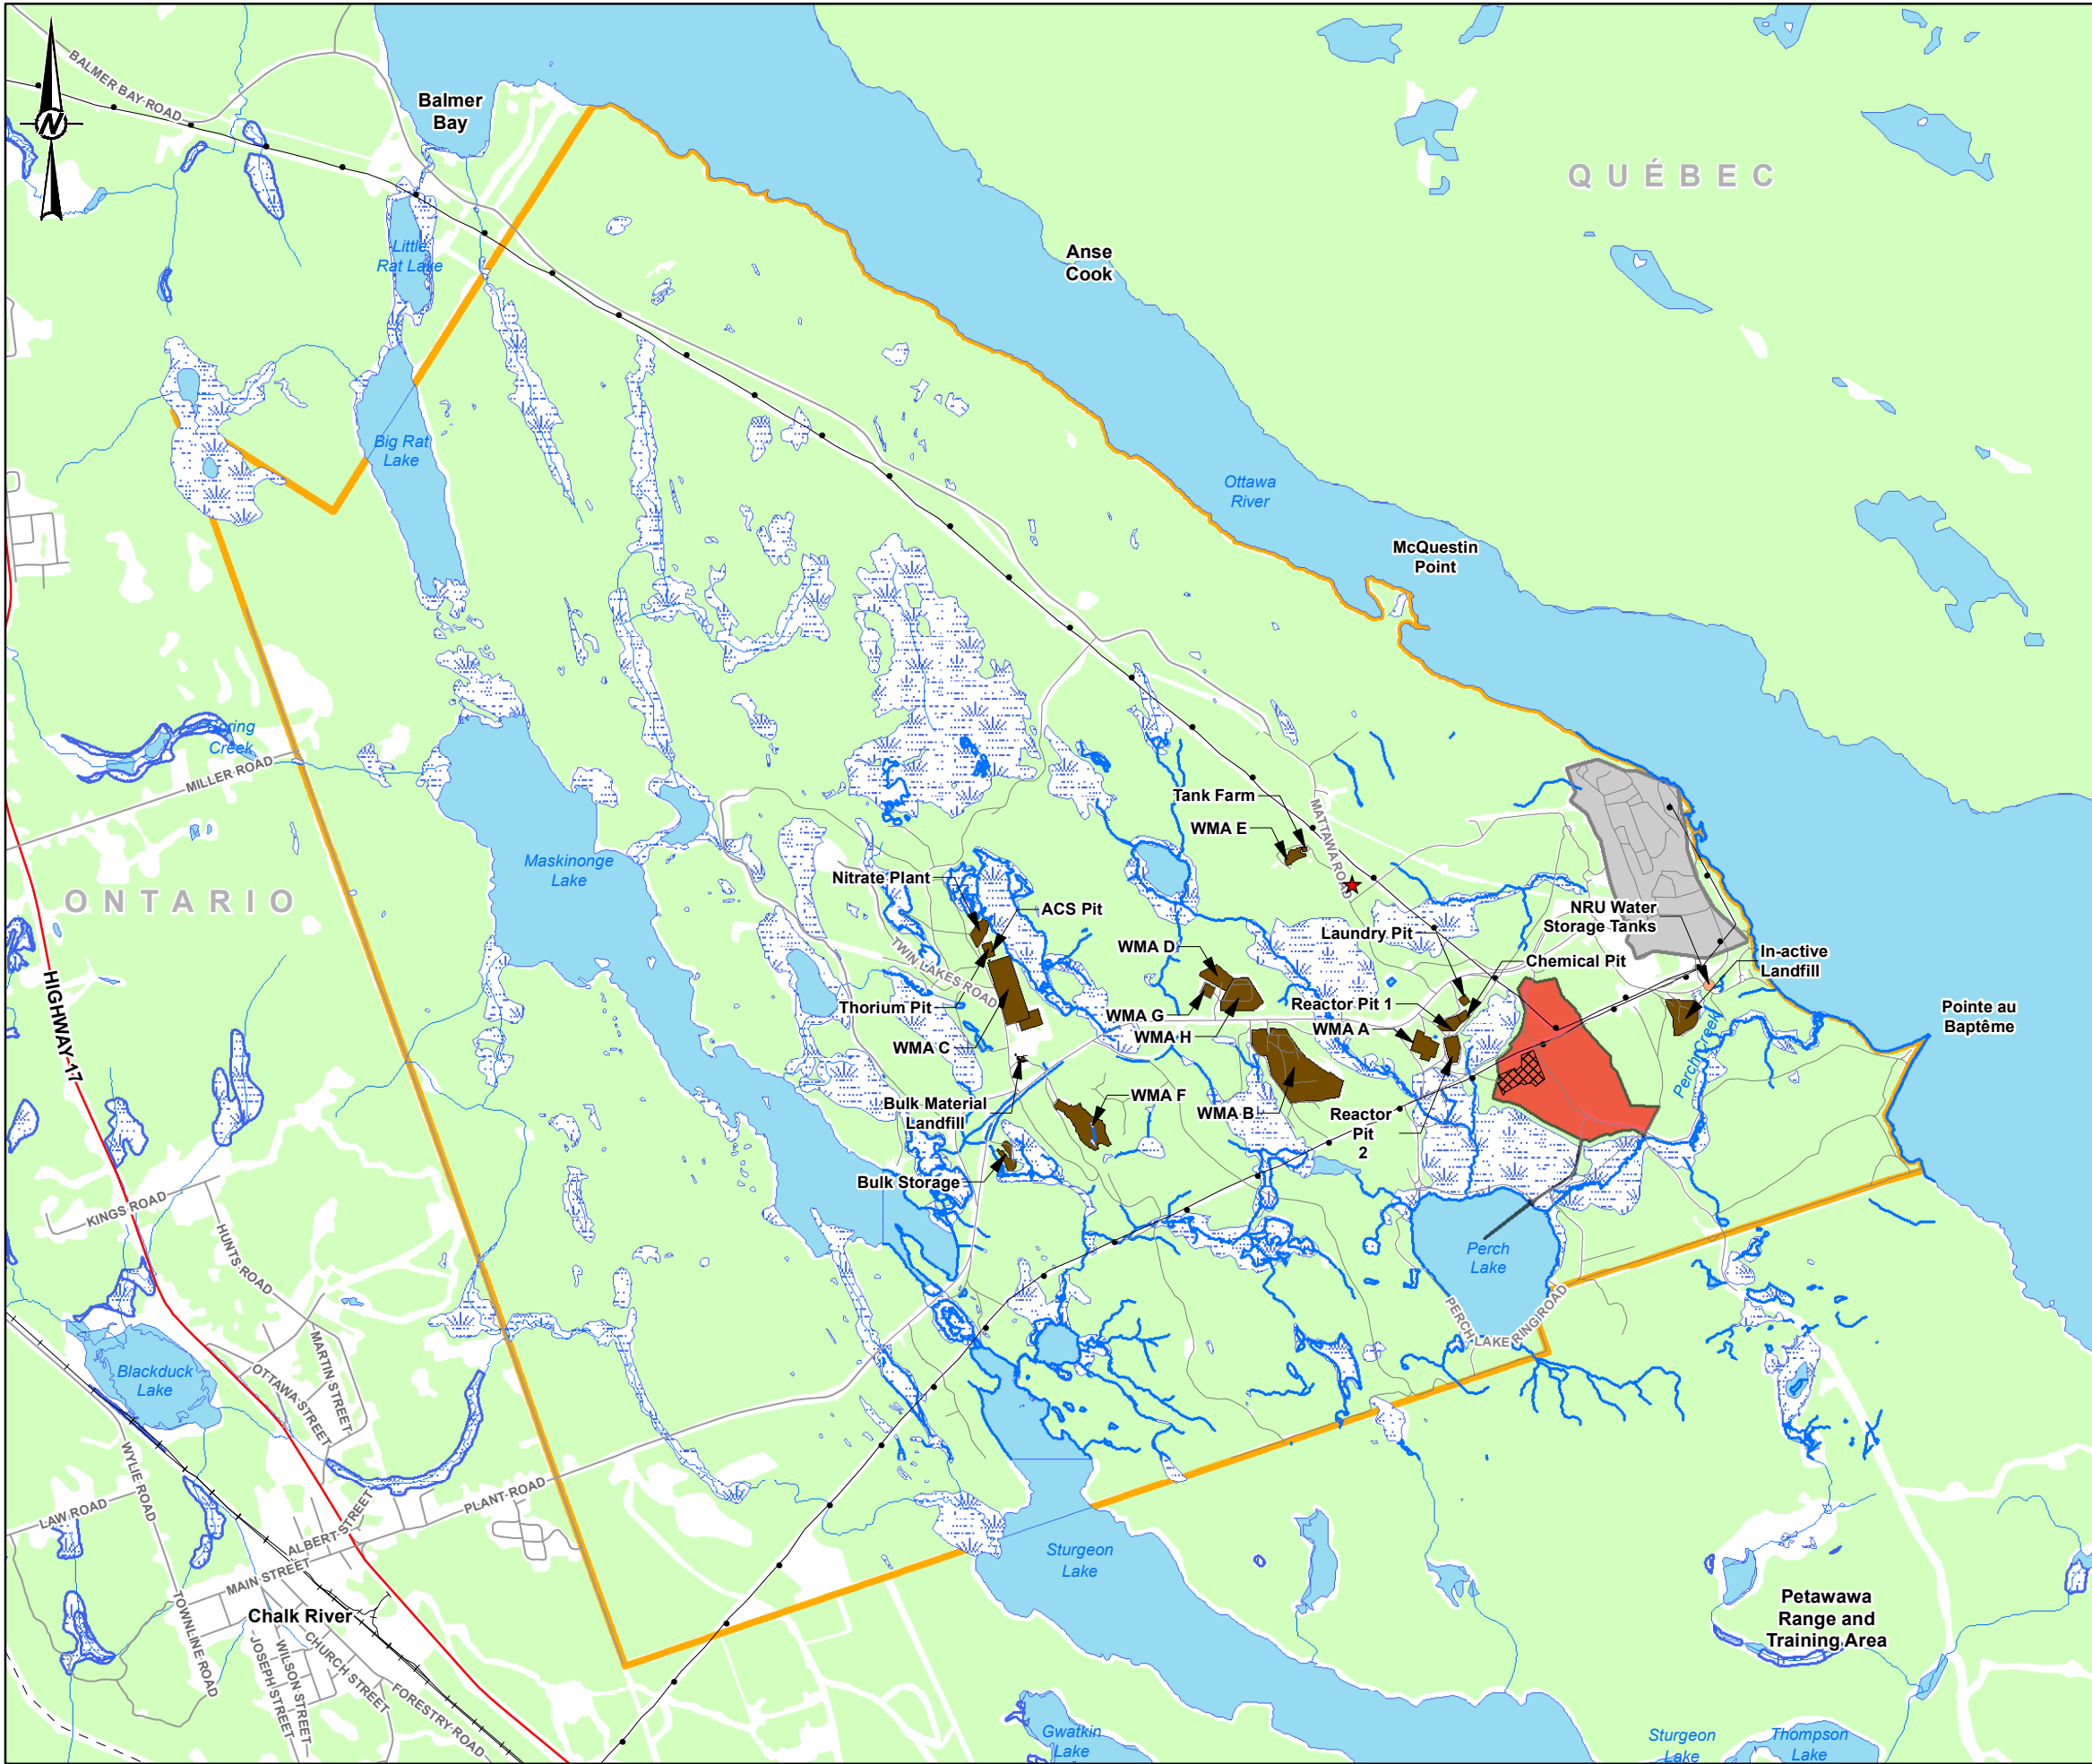 BALMER BAY ROAD
N
Balmer
Bay
QUÉBEC
Little
Rat Lake
Anse
Cook
Big Rat
Lake
Ottawa
River
McQuestin
Point
Spring
Creek
MILLER ROAD
Tank Farm
WMA E
MATTAWA ROAD
Maskinonge
Lake
ONTARIO
Nitrate Plant
ACS Pit
NRU Water
Storage Tanks
Laundry Pit
WMA D
TWIN LAKES ROAD
In-active
Landfill
Chemical Pit
HIGHWAY 17
Thorium Pit
WMA G
Reactor Pit 1
WMA A
WMA H
WMA C
Pointe au
Baptême
Perch Creek
Bulk Material
Landfill
WMA F
WMA B
Reactor
Pit
2
Bulk Storage
KINGS ROAD
HUNTS ROAD
Perch
Lake
PERCH LAKE RING ROAD
MARTIN STREET
OTTAWA STREET
Blackduck
Lake
WYLIE ROAD
LAW ROAD
PLANT ROAD
ALBERT STREET
MAIN STREET
Sturgeon
Lake
TOWNLINE ROAD
Chalk River
Petawawa
Range and
Training Area
JOSEPH STREET
WILSON STREET
CHURCH STREET
FORESTRY ROAD
Gwatkin
Lake
Sturgeon
Lake
Thompson
Lake